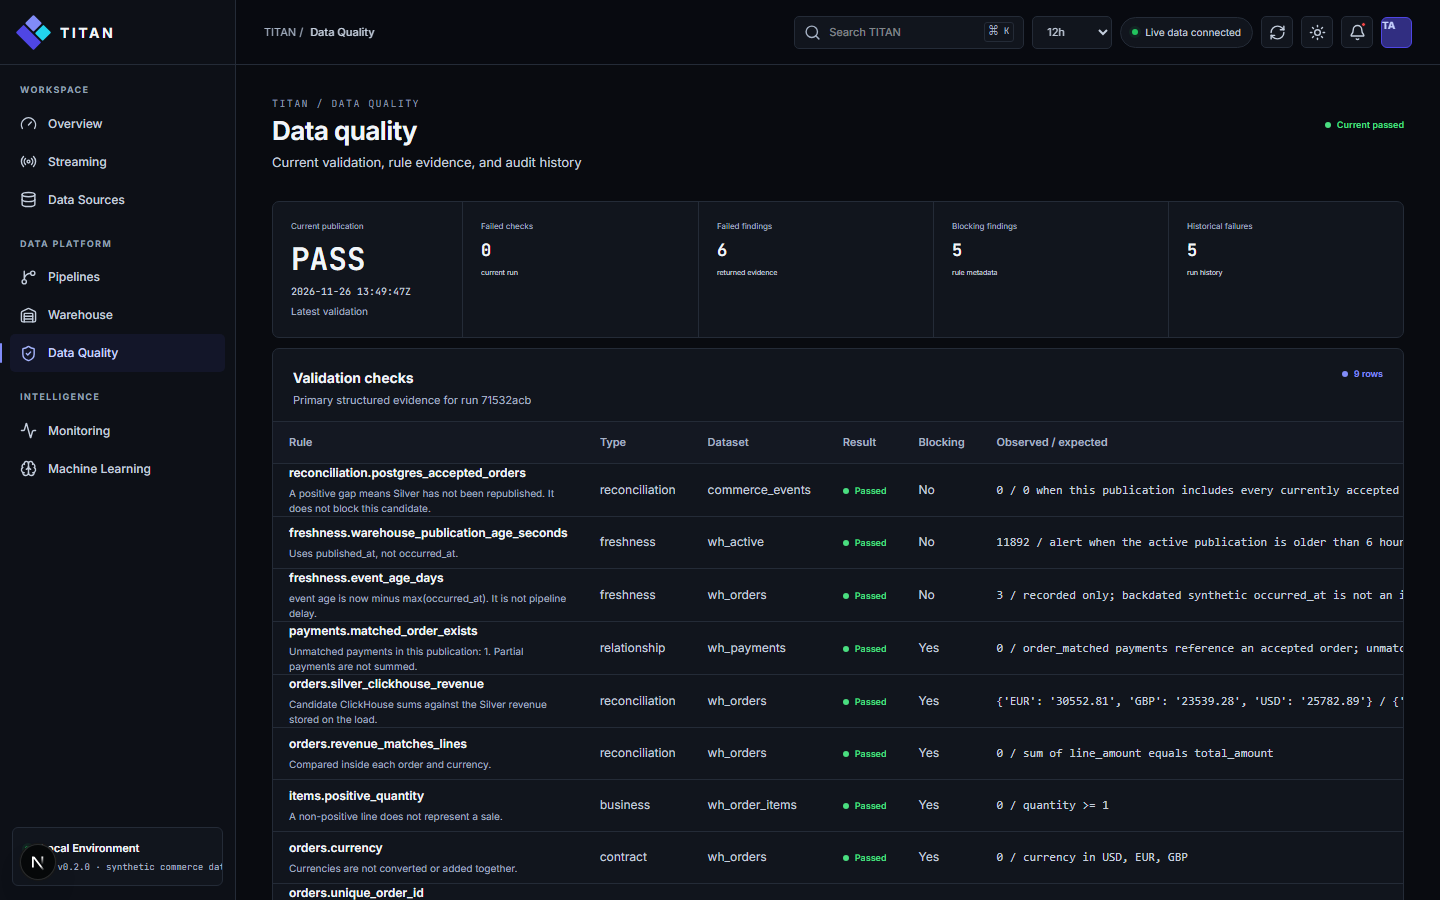 TITAN
TITAN / Data Quality
Search TITAN
⌘ K
12h
Live data connected
TA
WORKSPACE
Overview
Streaming
Data Sources
DATA PLATFORM
Pipelines
Warehouse
Data Quality
INTELLIGENCE
Monitoring
Machine Learning
ocal Environment
N
v0.2.0 · synthetic commerce dat
TITAN / DATA QUALITY
Data quality
Current validation, rule evidence, and audit history
Current passed
Current publication
PASS
2026-11-26 13:49:47Z
Latest validation
Failed checks
0
current run
Failed findings
6
returned evidence
Blocking findings
5
rule metadata
Historical failures
5
run history
Validation checks
Primary structured evidence for run 71532acb
9 rows
Rule Type Dataset Result Blocking Observed / expected
reconciliation.postgres_accepted_orders
A positive gap means Silver has not been republished. It
does not block this candidate.
reconciliation commerce_events Passed No 0 / 0 when this publication includes every currently accepted
freshness.warehouse_publication_age_seconds
Uses published_at, not occurred_at.
freshness wh_active Passed No 11892 / alert when the active publication is older than 6 hour
freshness.event_age_days
event age is now minus max(occurred_at). It is not pipeline
delay.
freshness wh_orders Passed No 3 / recorded only; backdated synthetic occurred_at is not an i
payments.matched_order_exists
Unmatched payments in this publication: 1. Partial
payments are not summed.
relationship wh_payments Passed Yes 0 / order_matched payments reference an accepted order; unmatc
orders.silver_clickhouse_revenue
Candidate ClickHouse sums against the Silver revenue
stored on the load.
reconciliation wh_orders Passed Yes {'EUR': '30552.81', 'GBP': '23539.28', 'USD': '25782.89'} / {'
orders.revenue_matches_lines
Compared inside each order and currency.
reconciliation wh_orders Passed Yes 0 / sum of line_amount equals total_amount
items.positive_quantity
A non-positive line does not represent a sale.
business wh_order_items Passed Yes 0 / quantity >= 1
orders.currency
Currencies are not converted or added together.
contract wh_orders Passed Yes 0 / currency in USD, EUR, GBP
orders.unique_order_id